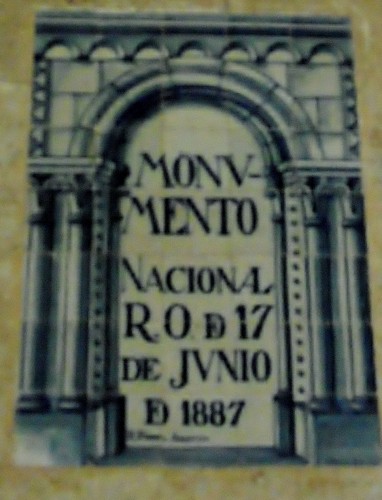 MONV-
MENTO
NACIONAL
R.O. D 17
DE JVNIO
D 1887